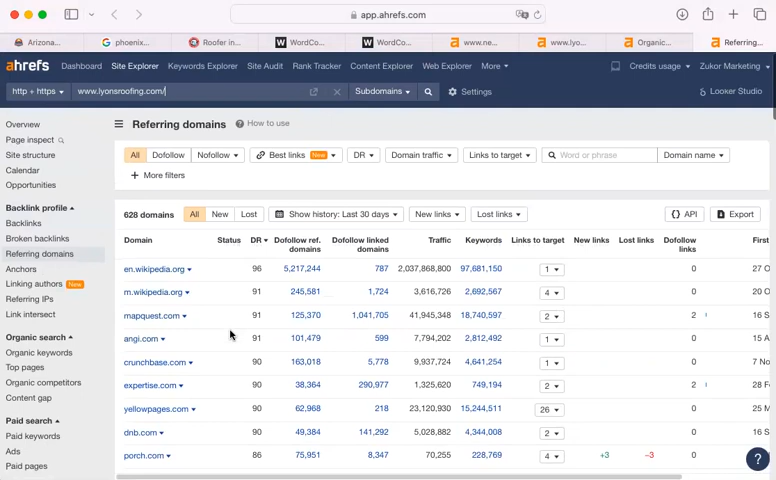 app.ahrefs.com
Arizona...
phoenix...
Roofer in...
WordCo...
WordCo...
www.ne...
www.lyo...
Organic...
Referring...
ahrefs Dashboard Site Explorer Keywords Explorer Site Audit Rank Tracker Content Explorer Web Explorer More Credits usage Zukor Marketing
http + https www.lyonsroofing.com/ Subdomains Settings Looker Studio
Overview
Page inspect
Site structure
Calendar
Opportunities
Backlink profile
Backlinks
Broken backlinks
Referring domains
Anchors
Linking authors New
Referring IPs
Link intersect
Organic search
Organic keywords
Top pages
Organic competitors
Content gap
Paid search
Paid keywords
Ads
Paid pages
Referring domains ? How to use
All Dofollow Nofollow Best links New DR Domain traffic Links to target Word or phrase Domain name
+ More filters
628 domains All New Lost Show history: Last 30 days New links Lost links API Export
Domain Status DR Dofollow ref. domains Dofollow linked domains Traffic Keywords Links to target New links Lost links Dofollow links First
en.wikipedia.org 96 5,217,244 787 2,037,868,800 97,681,150 1 0 27 O
m.wikipedia.org 91 245,581 1,724 3,616,726 2,692,567 4 0 20 O
mapquest.com 91 125,370 1,041,705 41,945,348 18,740,597 2 2 16 S
angi.com 91 101,479 599 7,794,202 2,812,492 1 0 15 A
crunchbase.com 90 163,018 5,778 9,937,724 4,641,254 1 0 7 No
expertise.com 90 38,364 290,977 1,325,620 749,194 2 2 28 F
yellowpages.com 90 62,968 218 23,120,930 15,244,511 26 0 25 M
dnb.com 90 49,384 141,292 5,028,882 4,344,008 2 0 16 S
porch.com 86 75,951 8,347 70,255 228,769 4 +3 −3 0
?